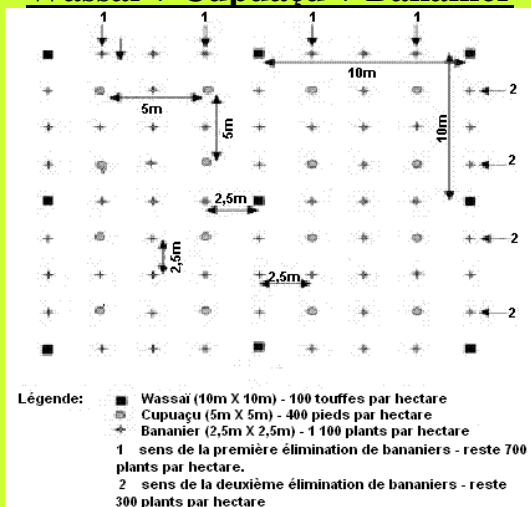 Wassaï / Cupuaçu / Bananier
1 1 1 1
10m
5m
5m
10m
2
2
2,5m
2,5m
2,5m
2
2
Légende:
Wassaï (10m X 10m) - 100 touffes par hectare
Cupuaçu (5m X 5m) - 400 pieds par hectare
Bananier (2,5m X 2,5m) - 1 100 plants par hectare
1 sens de la première élimination de bananiers - reste 700
plants par hectare.
2 sens de la deuxième élimination de bananiers - reste
300 plants par hectare